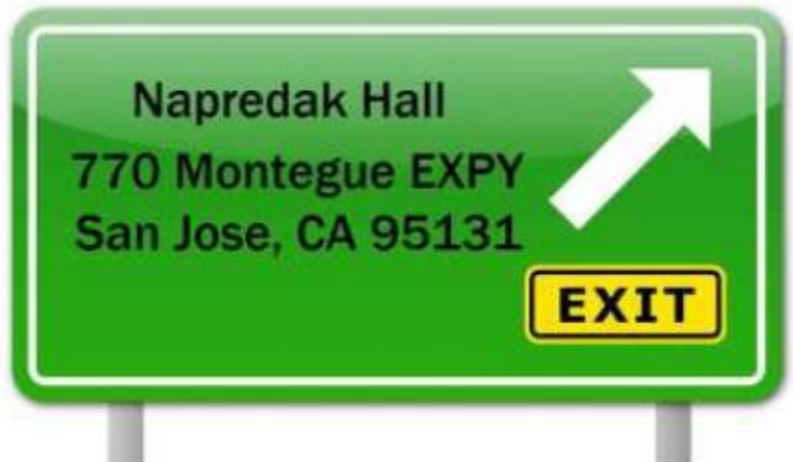 Napredak Hall
770 Montegue EXPY
San Jose, CA 95131
EXIT